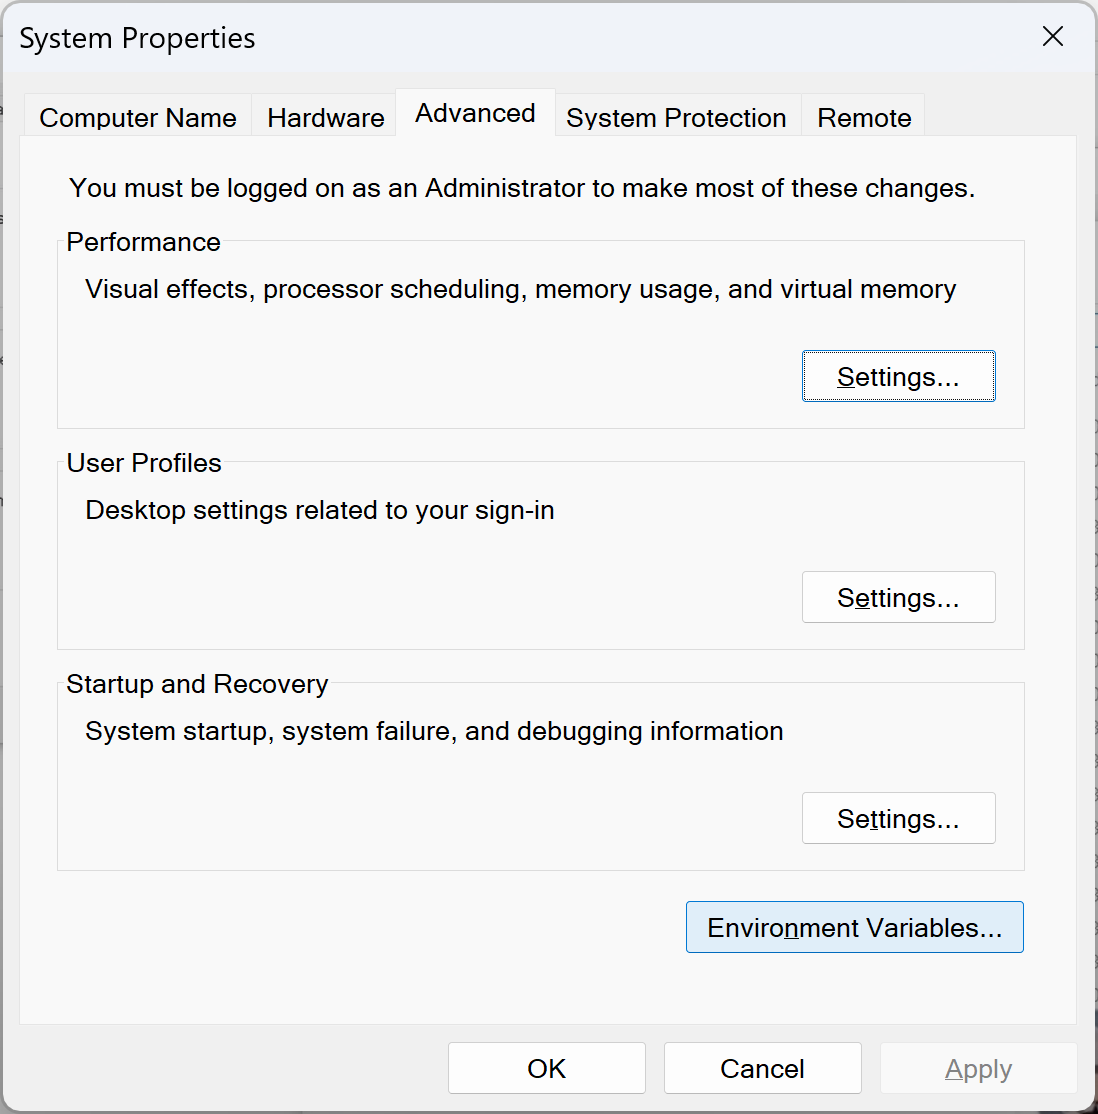 System Properties
Computer Name Hardware Advanced System Protection Remote
You must be logged on as an Administrator to make most of these changes.
Performance
Visual effects, processor scheduling, memory usage, and virtual memory
Settings...
User Profiles
Desktop settings related to your sign-in
Settings...
Startup and Recovery
System startup, system failure, and debugging information
Settings...
Environment Variables...
OK Cancel Apply